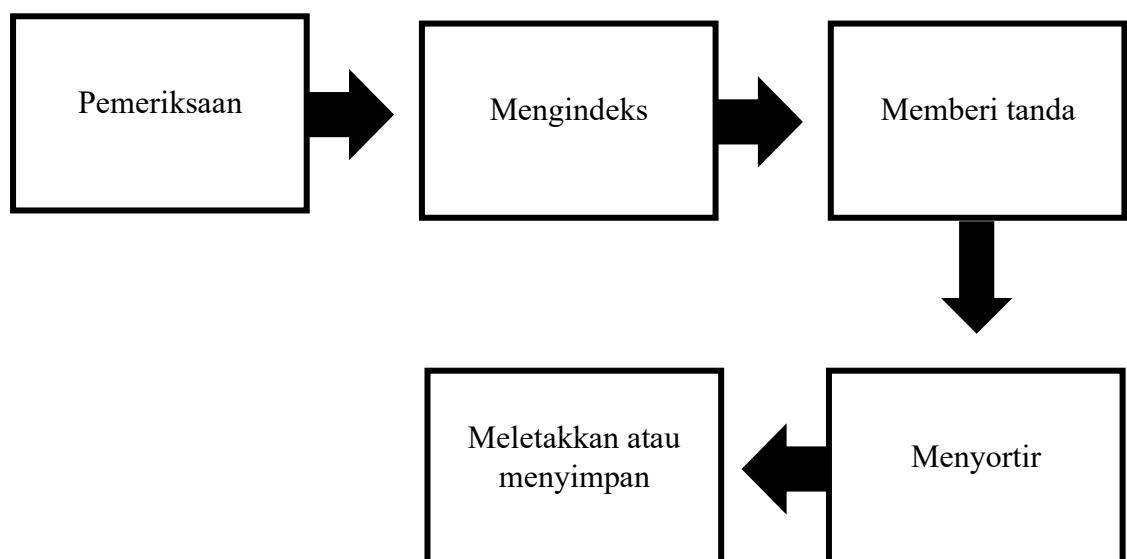 Pemeriksaan
Mengindeks
Memberi tanda
Menyortir
Meletakkan atau
menyimpan